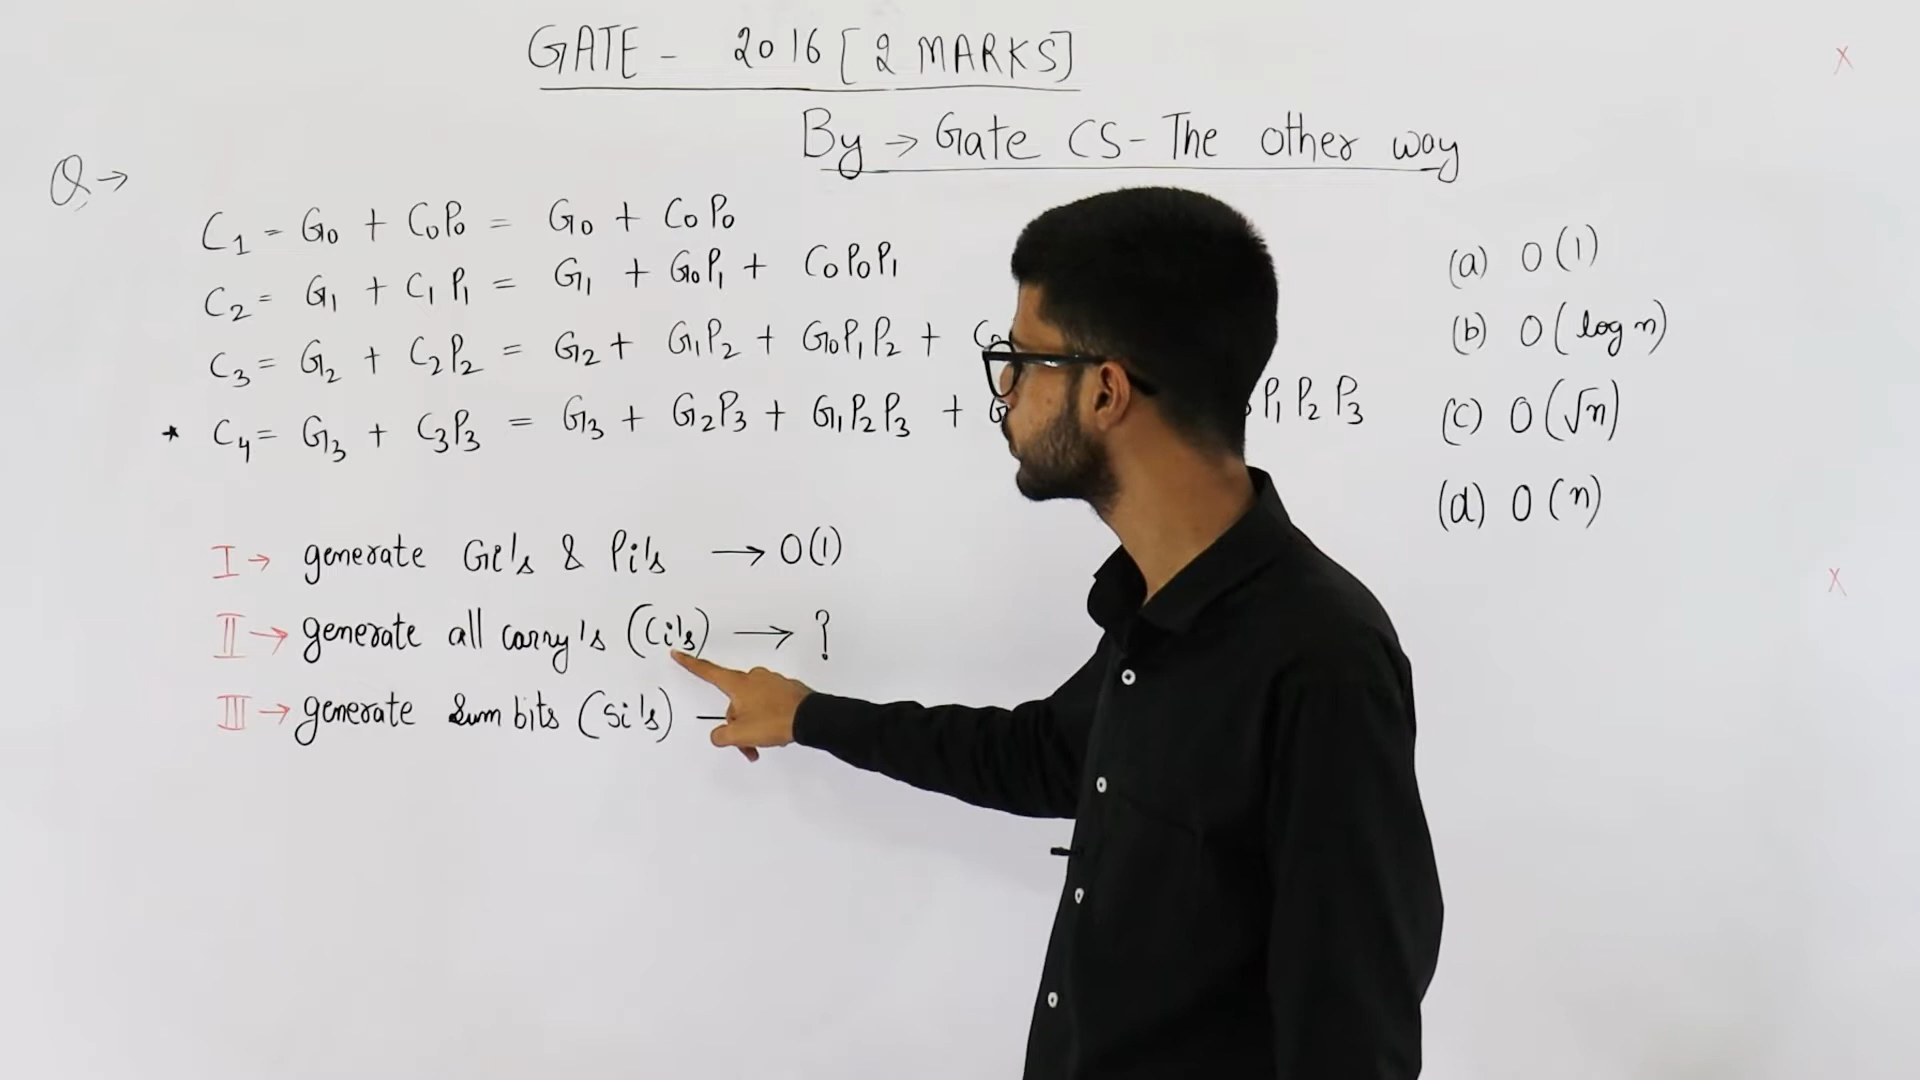 GATE - 2016 [2 MARKS]
By → Gate CS - The other way
Q →
C1 = G0 + C0P0 = G0 + C0P0
C2 = G1 + C1P1 = G1 + G0P1 + C0P0P1
C3 = G2 + C2P2 = G2 + G1P2 + G0P1P2 +
* C4 = G3 + C3P3 = G3 + G2P3 + G1P2P3 + P1P2P3
(a) O(1)
(b) O(log n)
(c) O(√n)
(d) O(n)
I → generate Gi's & Pi's → O(1)
II → generate all carry's (Ci's) → ?
III → generate sum bits (Si's)
X
X